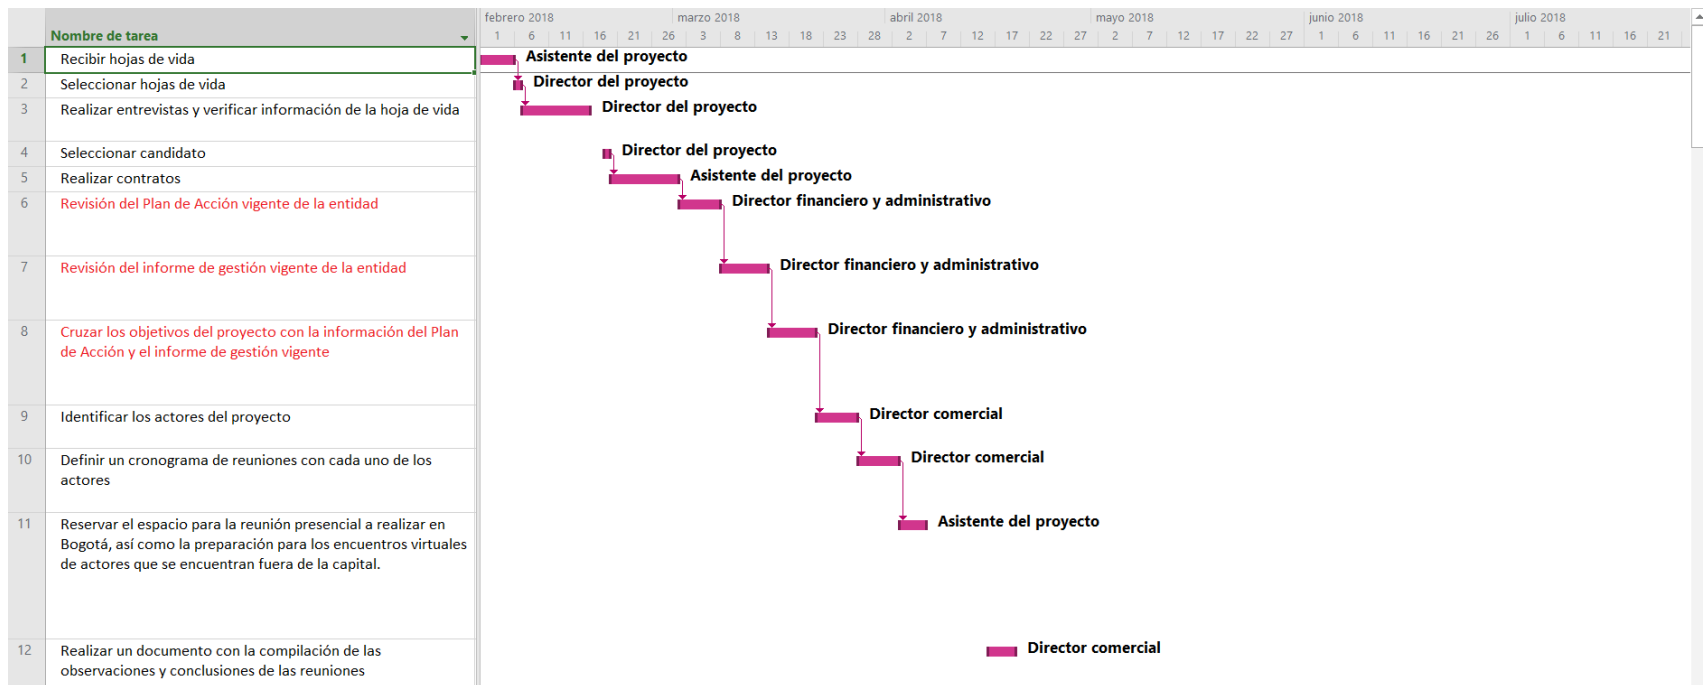 febrero 2018 marzo 2018 abril 2018 mayo 2018 junio 2018 julio 2018
Nombre de tarea 1 6 11 16 21 26 3 8 13 18 23 28 2 7 12 17 22 27 2 7 12 17 22 27 1 6 11 16 21 26 1 6 11 16 21
1 Recibir hojas de vida Asistente del proyecto
2 Seleccionar hojas de vida Director del proyecto
3 Realizar entrevistas y verificar información de la hoja de vida Director del proyecto
4 Seleccionar candidato Director del proyecto
5 Realizar contratos Asistente del proyecto
6 Revisión del Plan de Acción vigente de la entidad Director financiero y administrativo
7 Revisión del informe de gestión vigente de la entidad Director financiero y administrativo
8 Cruzar los objetivos del proyecto con la información del Plan Director financiero y administrativo
de Acción y el informe de gestión vigente
9 Identificar los actores del proyecto Director comercial
10 Definir un cronograma de reuniones con cada uno de los Director comercial
actores
11 Reservar el espacio para la reunión presencial a realizar en Asistente del proyecto
Bogotá, así como la preparación para los encuentros virtuales
de actores que se encuentran fuera de la capital.
12 Realizar un documento con la compilación de las Director comercial
observaciones y conclusiones de las reuniones